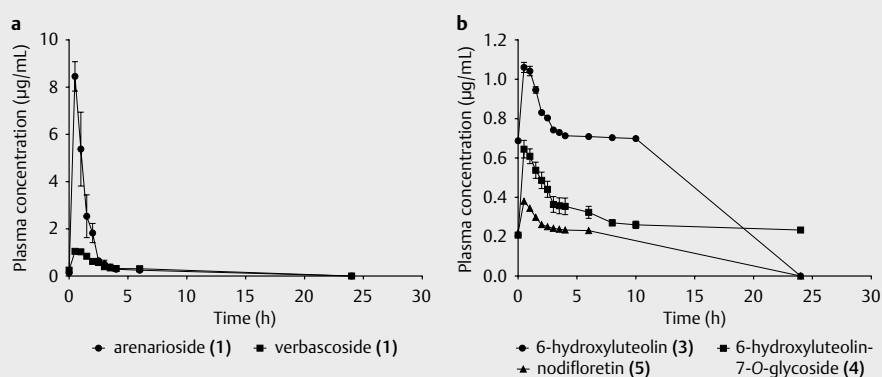 a
Plasma concentration (µg/mL)
10
8
6
4
2
0
0 5 10 15 20 25 30
Time (h)
arenarioside (1) verbascoside (1)
b
Plasma concentration (µg/mL)
1.2
1.0
0.8
0.6
0.4
0.2
0.0
0 5 10 15 20 25 30
Time (h)
6-hydroxyluteolin (3) 6-hydroxyluteolin-
nodifloretin (5) 7-O-glycoside (4)